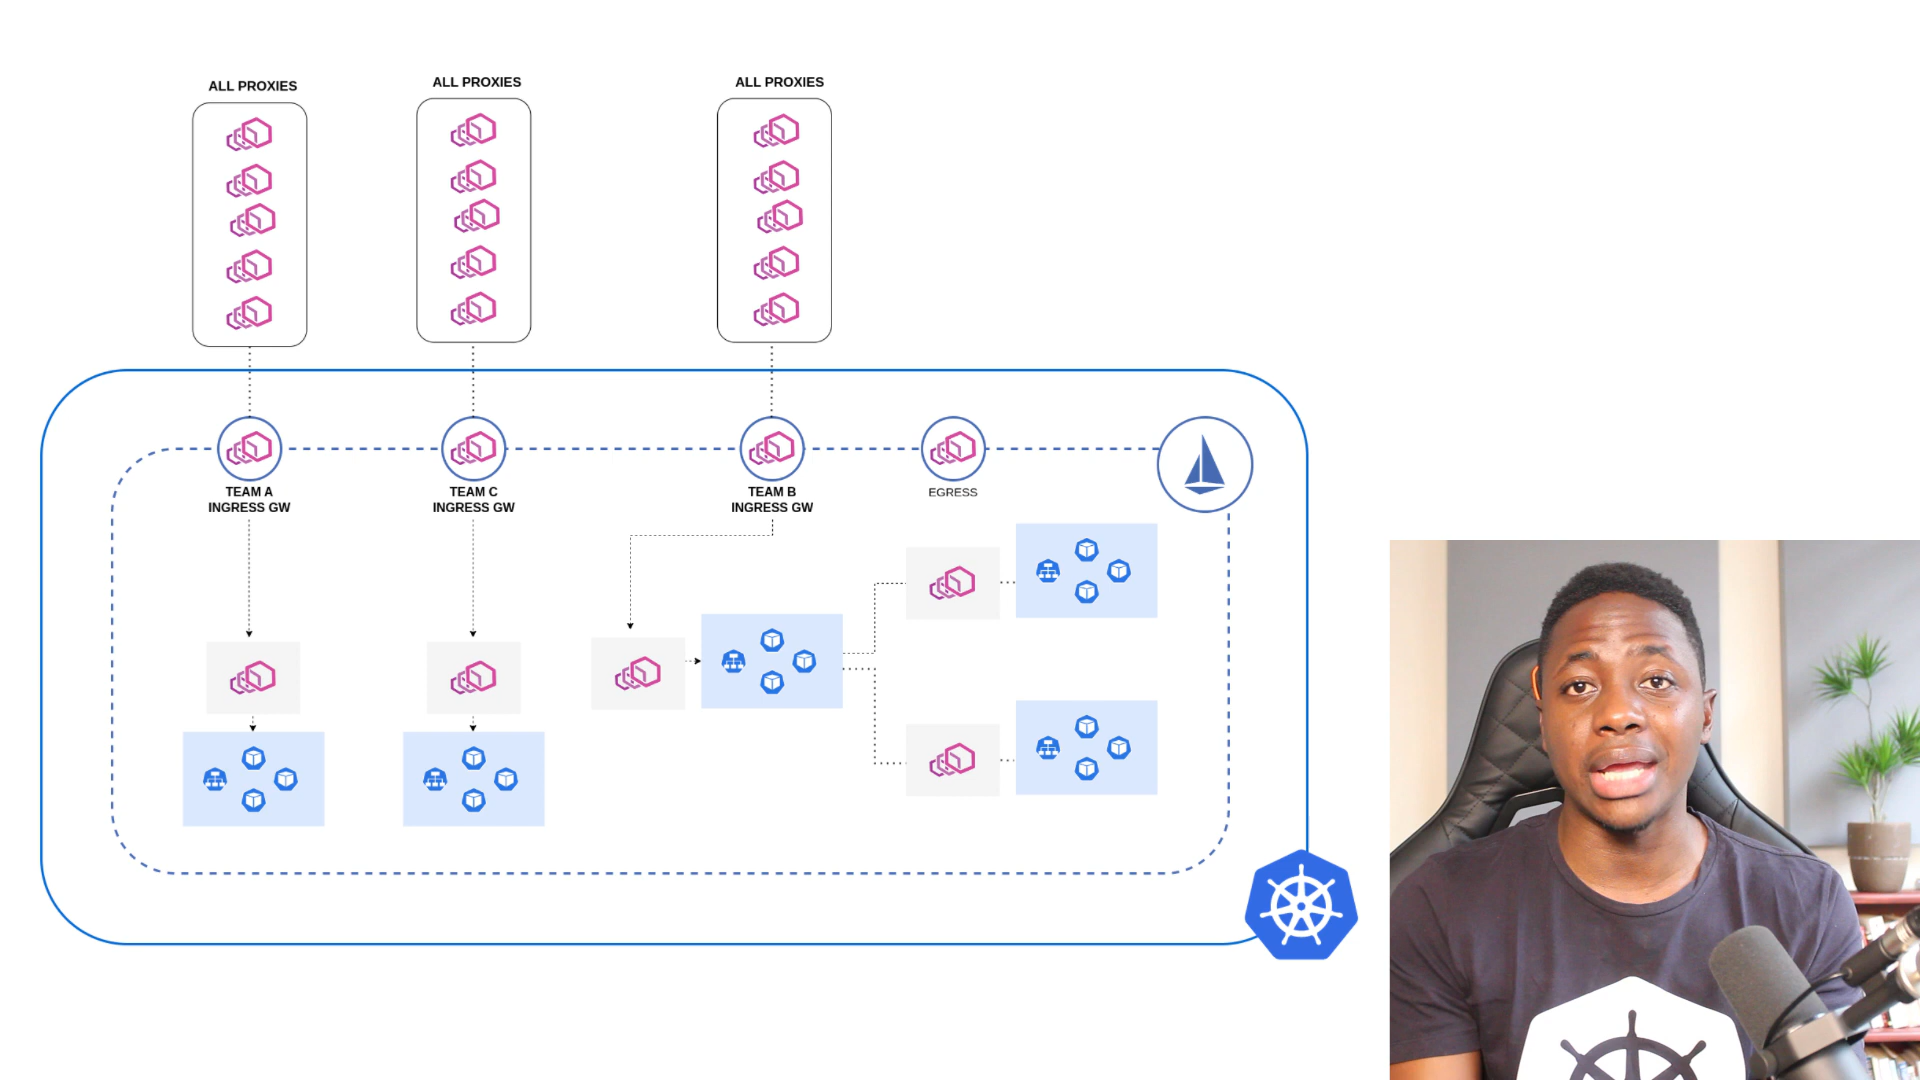 ALL PROXIES
ALL PROXIES
ALL PROXIES
TEAM A
INGRESS GW
TEAM C
INGRESS GW
TEAM B
INGRESS GW
EGRESS